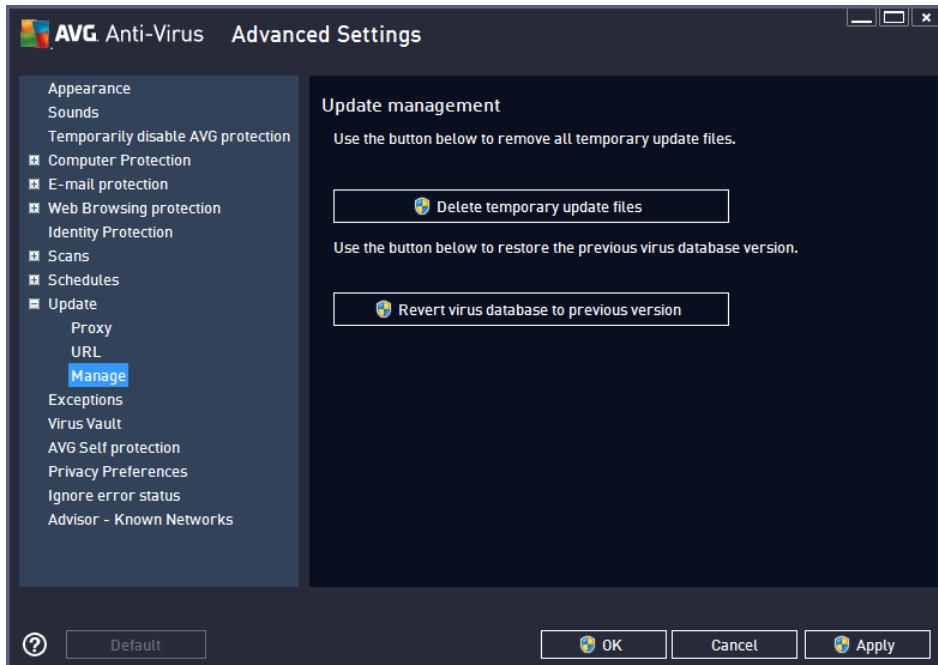 AVG. Anti-Virus Advanced Settings
Appearance
Sounds
Temporarily disable AVG protection
Computer Protection
E-mail protection
Web Browsing protection
Identity Protection
Scans
Schedules
Update
Proxy
URL
Manage
Exceptions
Virus Vault
AVG Self protection
Privacy Preferences
Ignore error status
Advisor - Known Networks
Update management
Use the button below to remove all temporary update files.
Delete temporary update files
Use the button below to restore the previous virus database version.
Revert virus database to previous version
?
Default
OK
Cancel
Apply